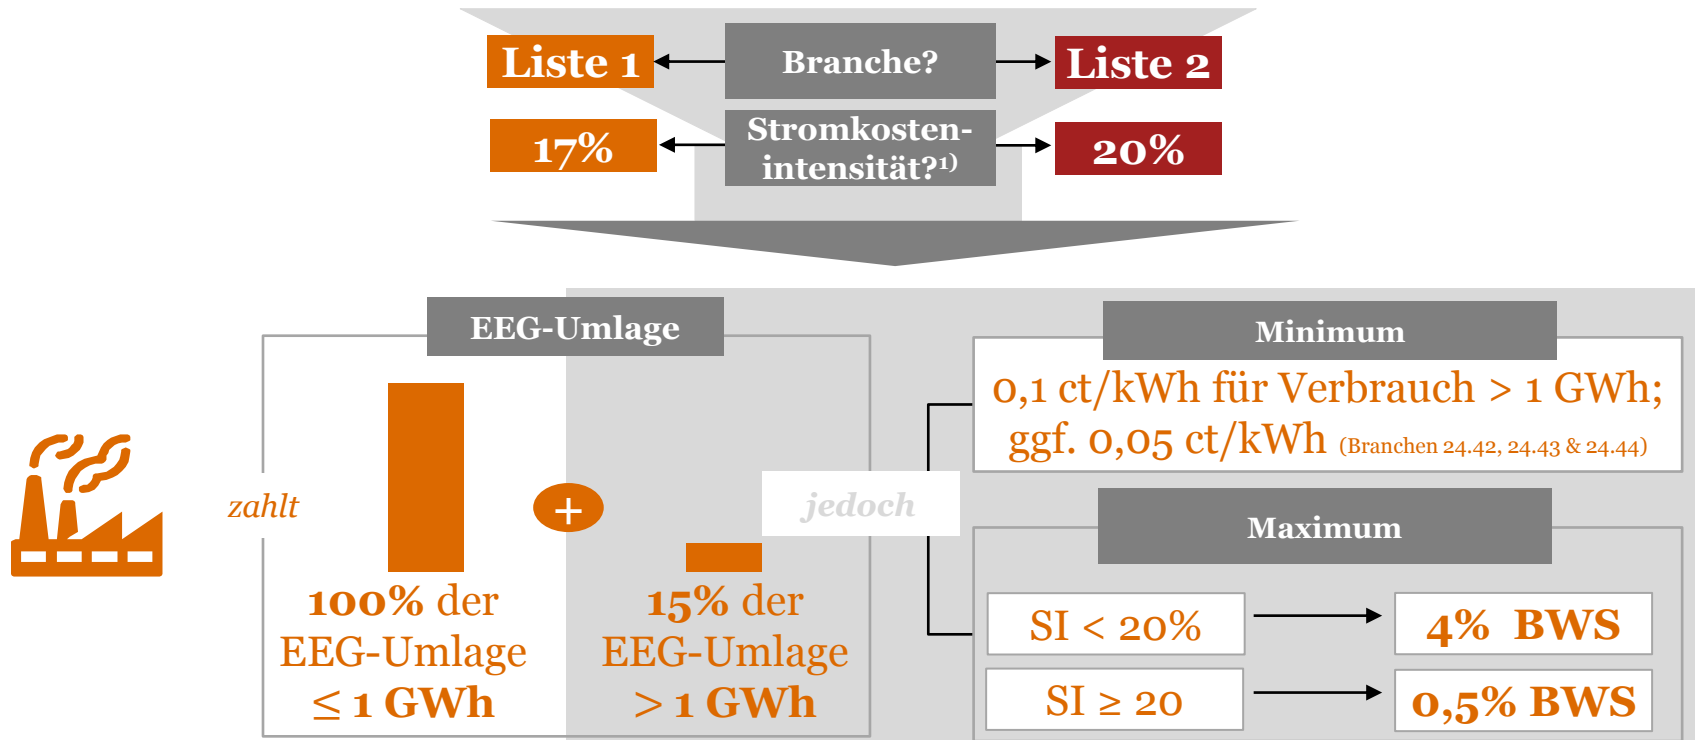 Liste 1
Branche?
Liste 2
17%
Stromkosten-
intensität?¹⁾
20%
EEG-Umlage
zahlt
+
100% der
EEG-Umlage
≤ 1 GWh
15% der
EEG-Umlage
> 1 GWh
jedoch
Minimum
0,1 ct/kWh für Verbrauch > 1 GWh;
ggf. 0,05 ct/kWh (Branchen 24.42, 24.43 & 24.44)
Maximum
SI < 20%
4% BWS
SI ≥ 20
0,5% BWS